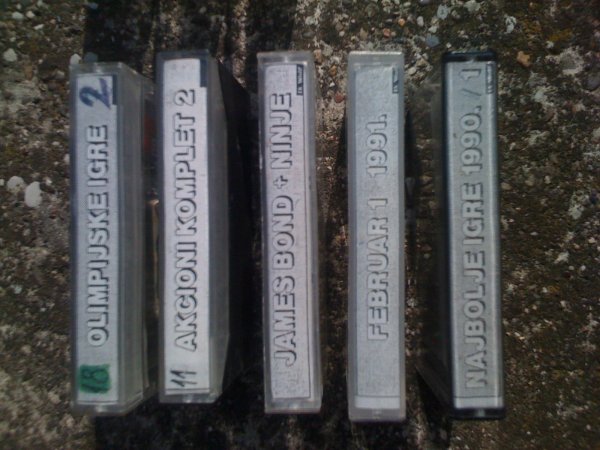 OLIMPIJSKE IGRE 2
18
AKCIONI KOMPLET 2
11
JAMES BOND + NINJE
FEBRUAR 1 1991.
NAJBOLJE IGRE 1990. / 1